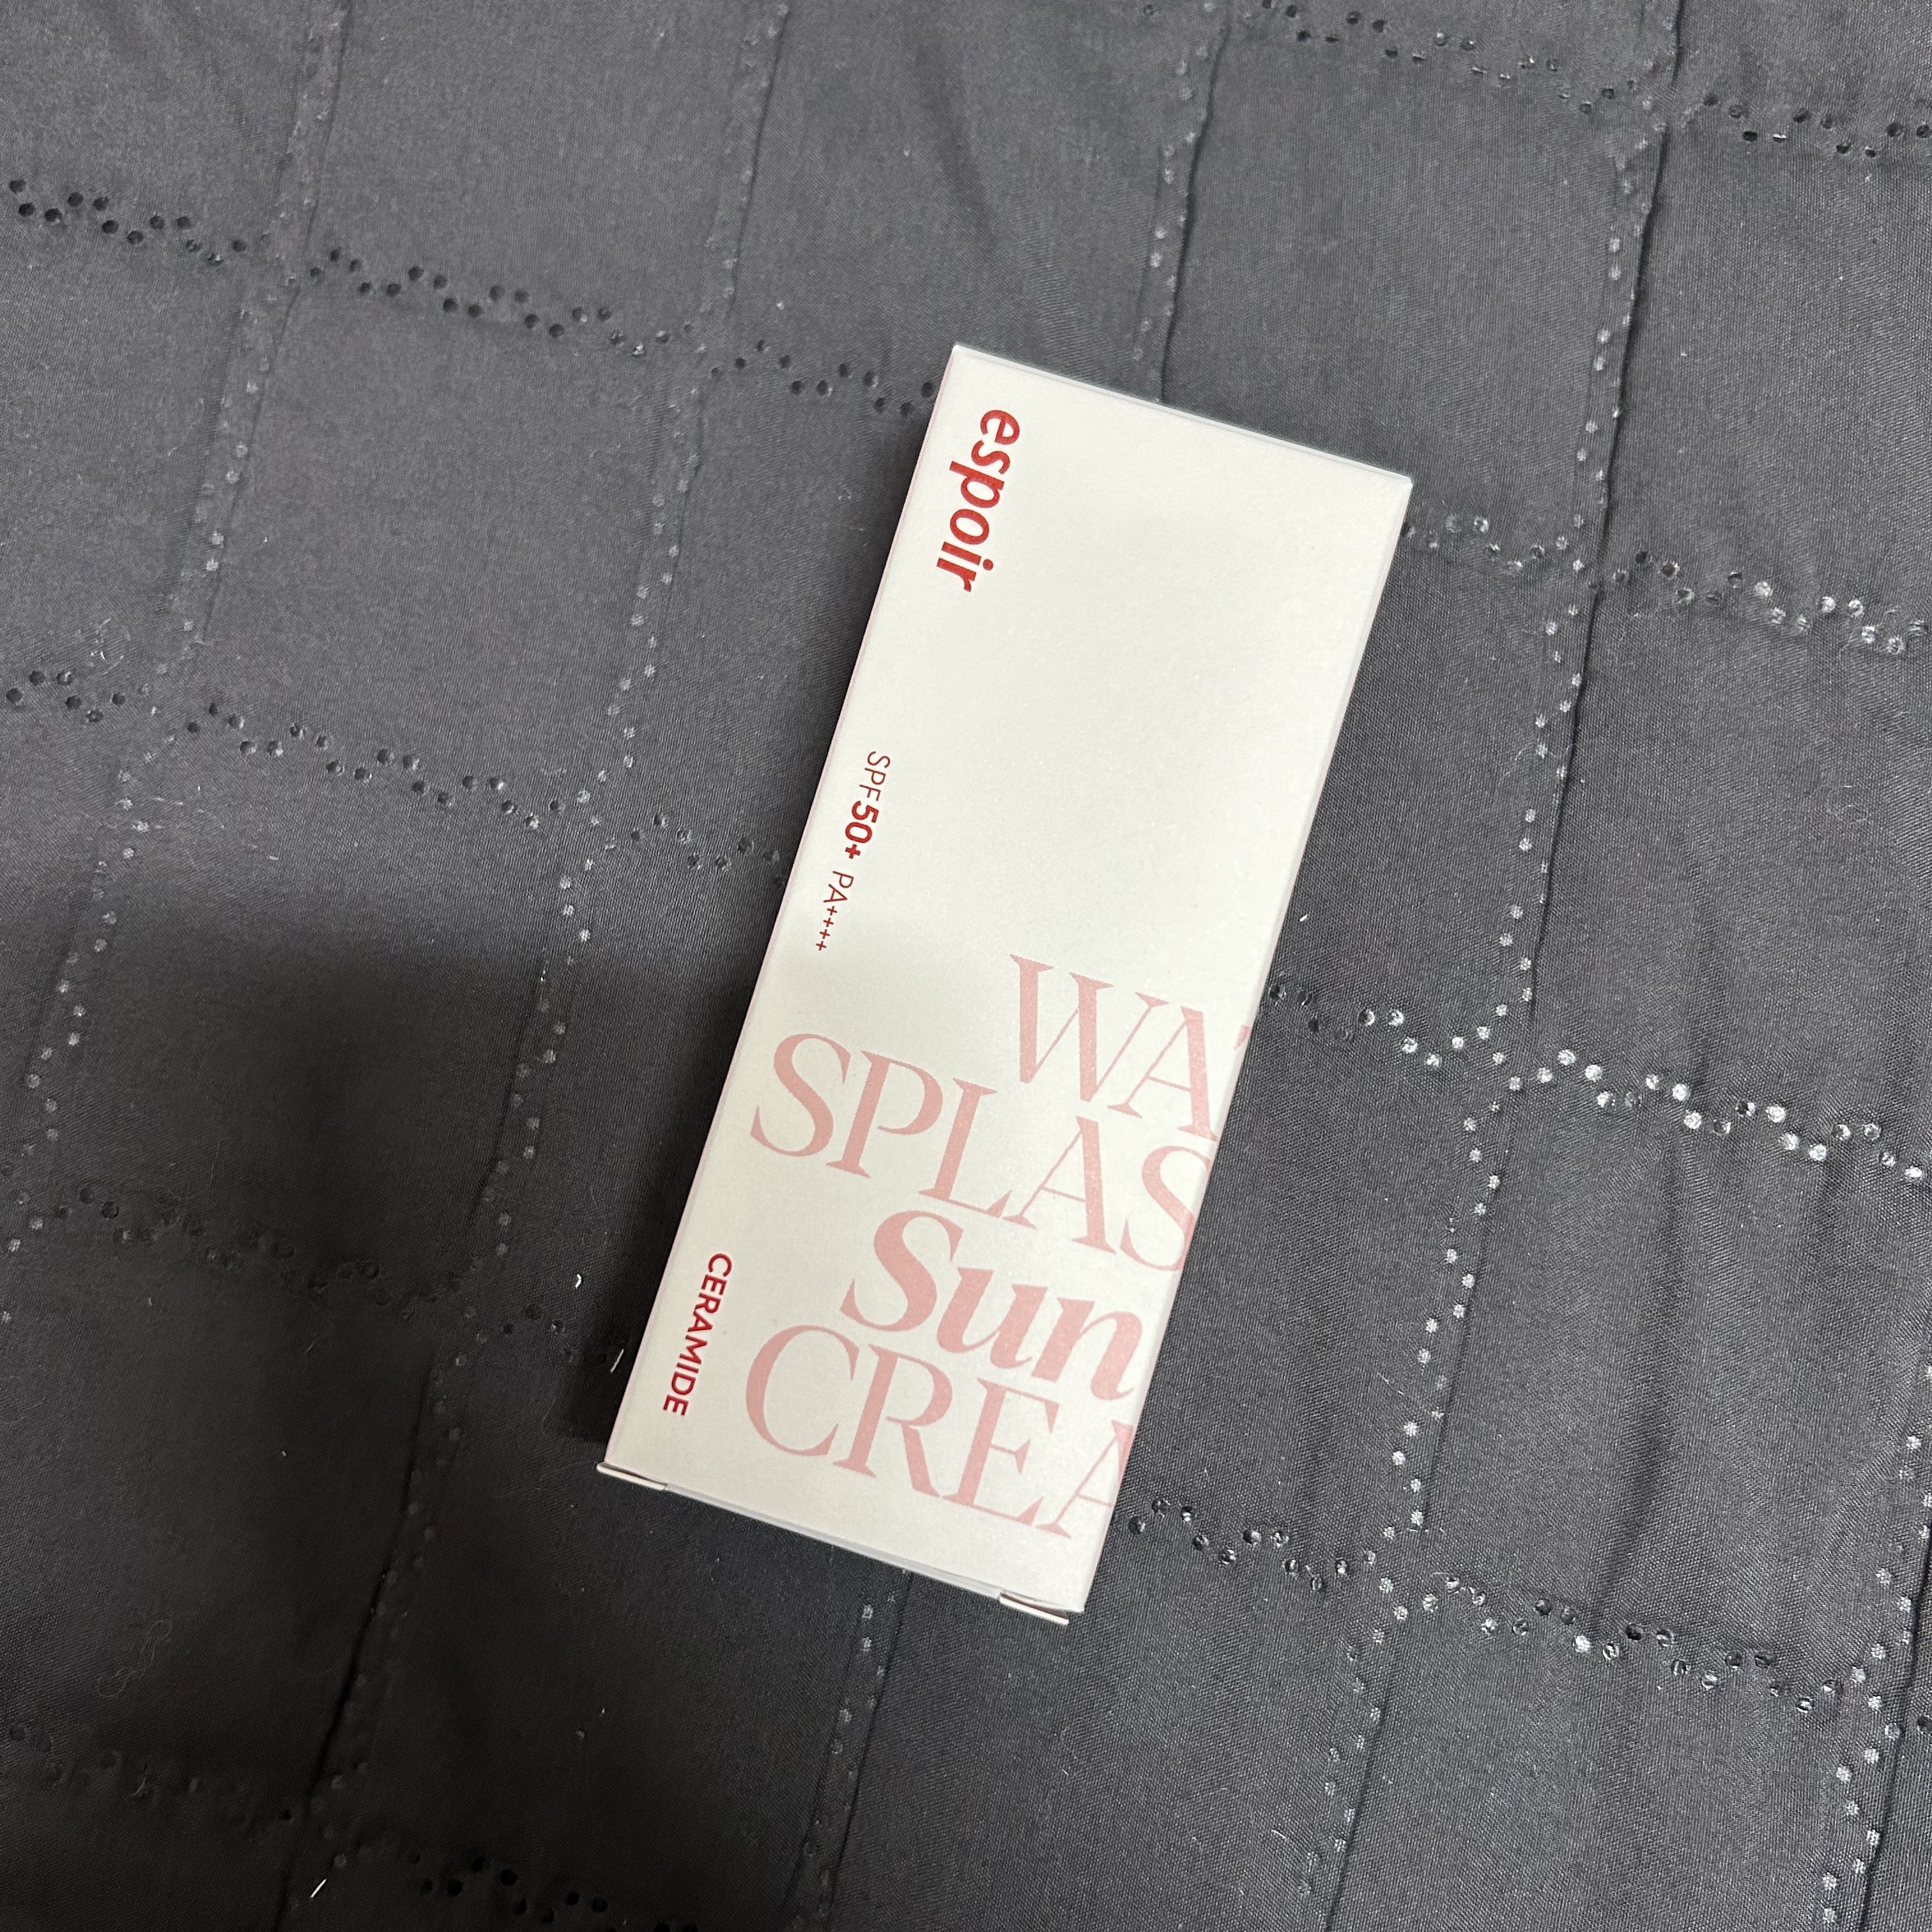 espoir
SPF50+ PA++++
WA
SPLAS
Sun
CREA
CERAMIDE